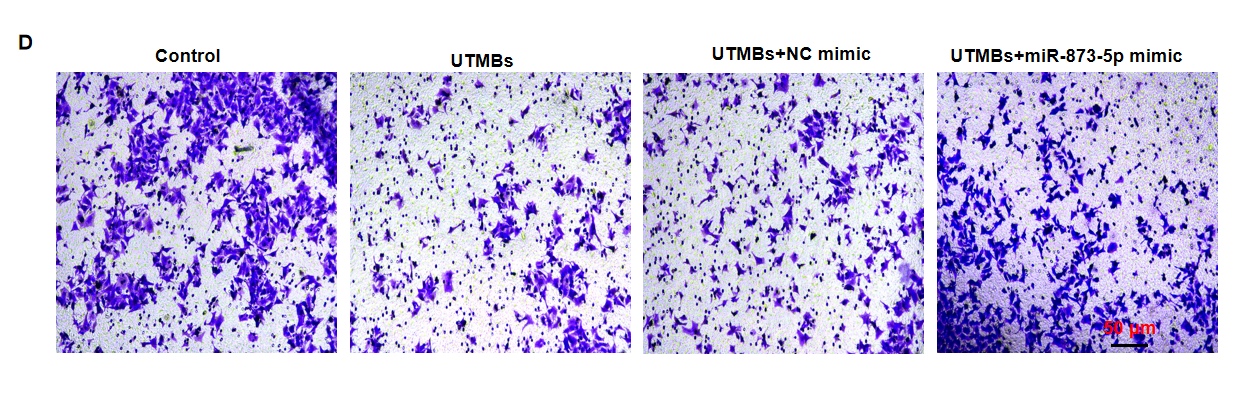 D
Control
UTMBs
UTMBs+NC mimic
UTMBs+miR-873-5p mimic
50 μm